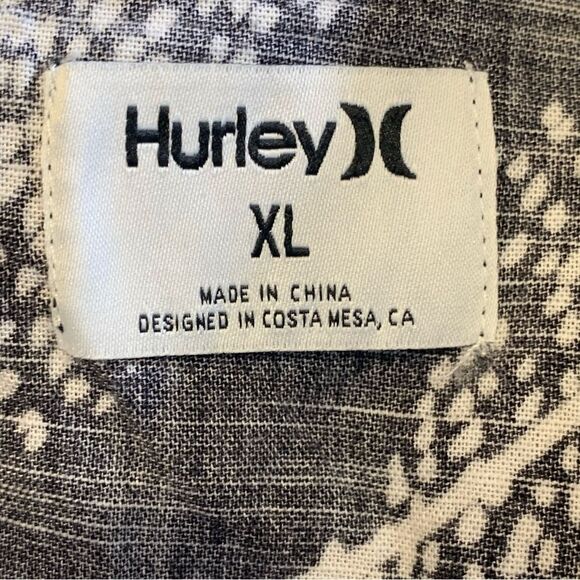 Hurley
XL
MADE IN CHINA
DESIGNED IN COSTA MESA, CA